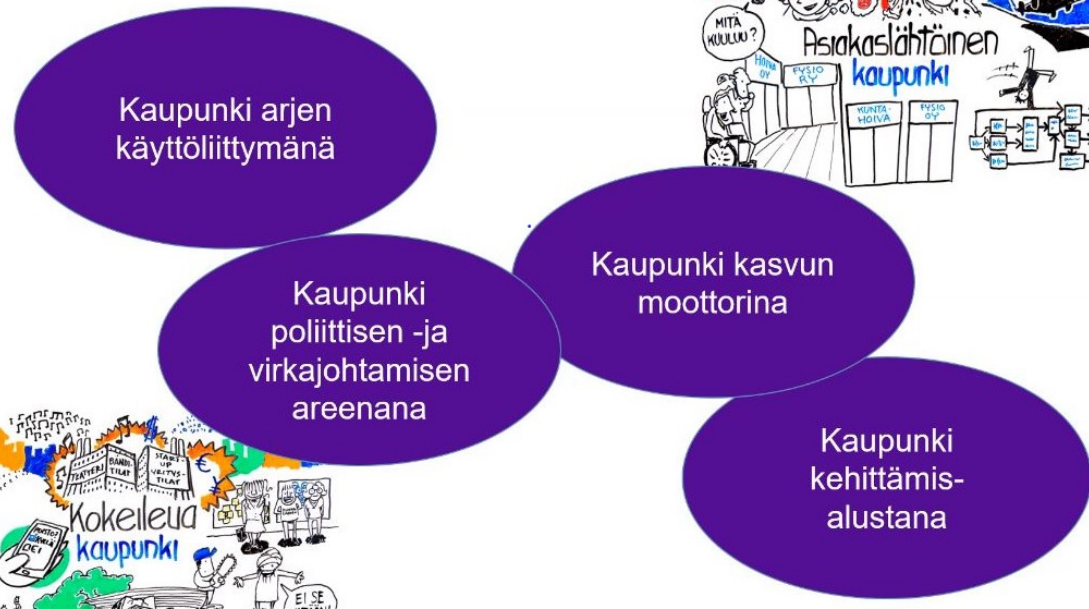 Kaupunki arjen
käyttöliittymänä
MITÄ
KUULUU?
Asiakaslähtöinen
kaupunki
HOIVA
OY
FYSIO
RY
KUNTA-
HOIVA
FYSIO
OY
Kaupunki kasvun
moottorina
Kaupunki
poliittisen -ja
virkajohtamisen
areenana
Kaupunki
kehittämis-
alustana
TEATTERI
BÄNDI-
TILAT
START-
UP
YRITYS-
TILAT
Kokeileva
kaupunki
EI SE